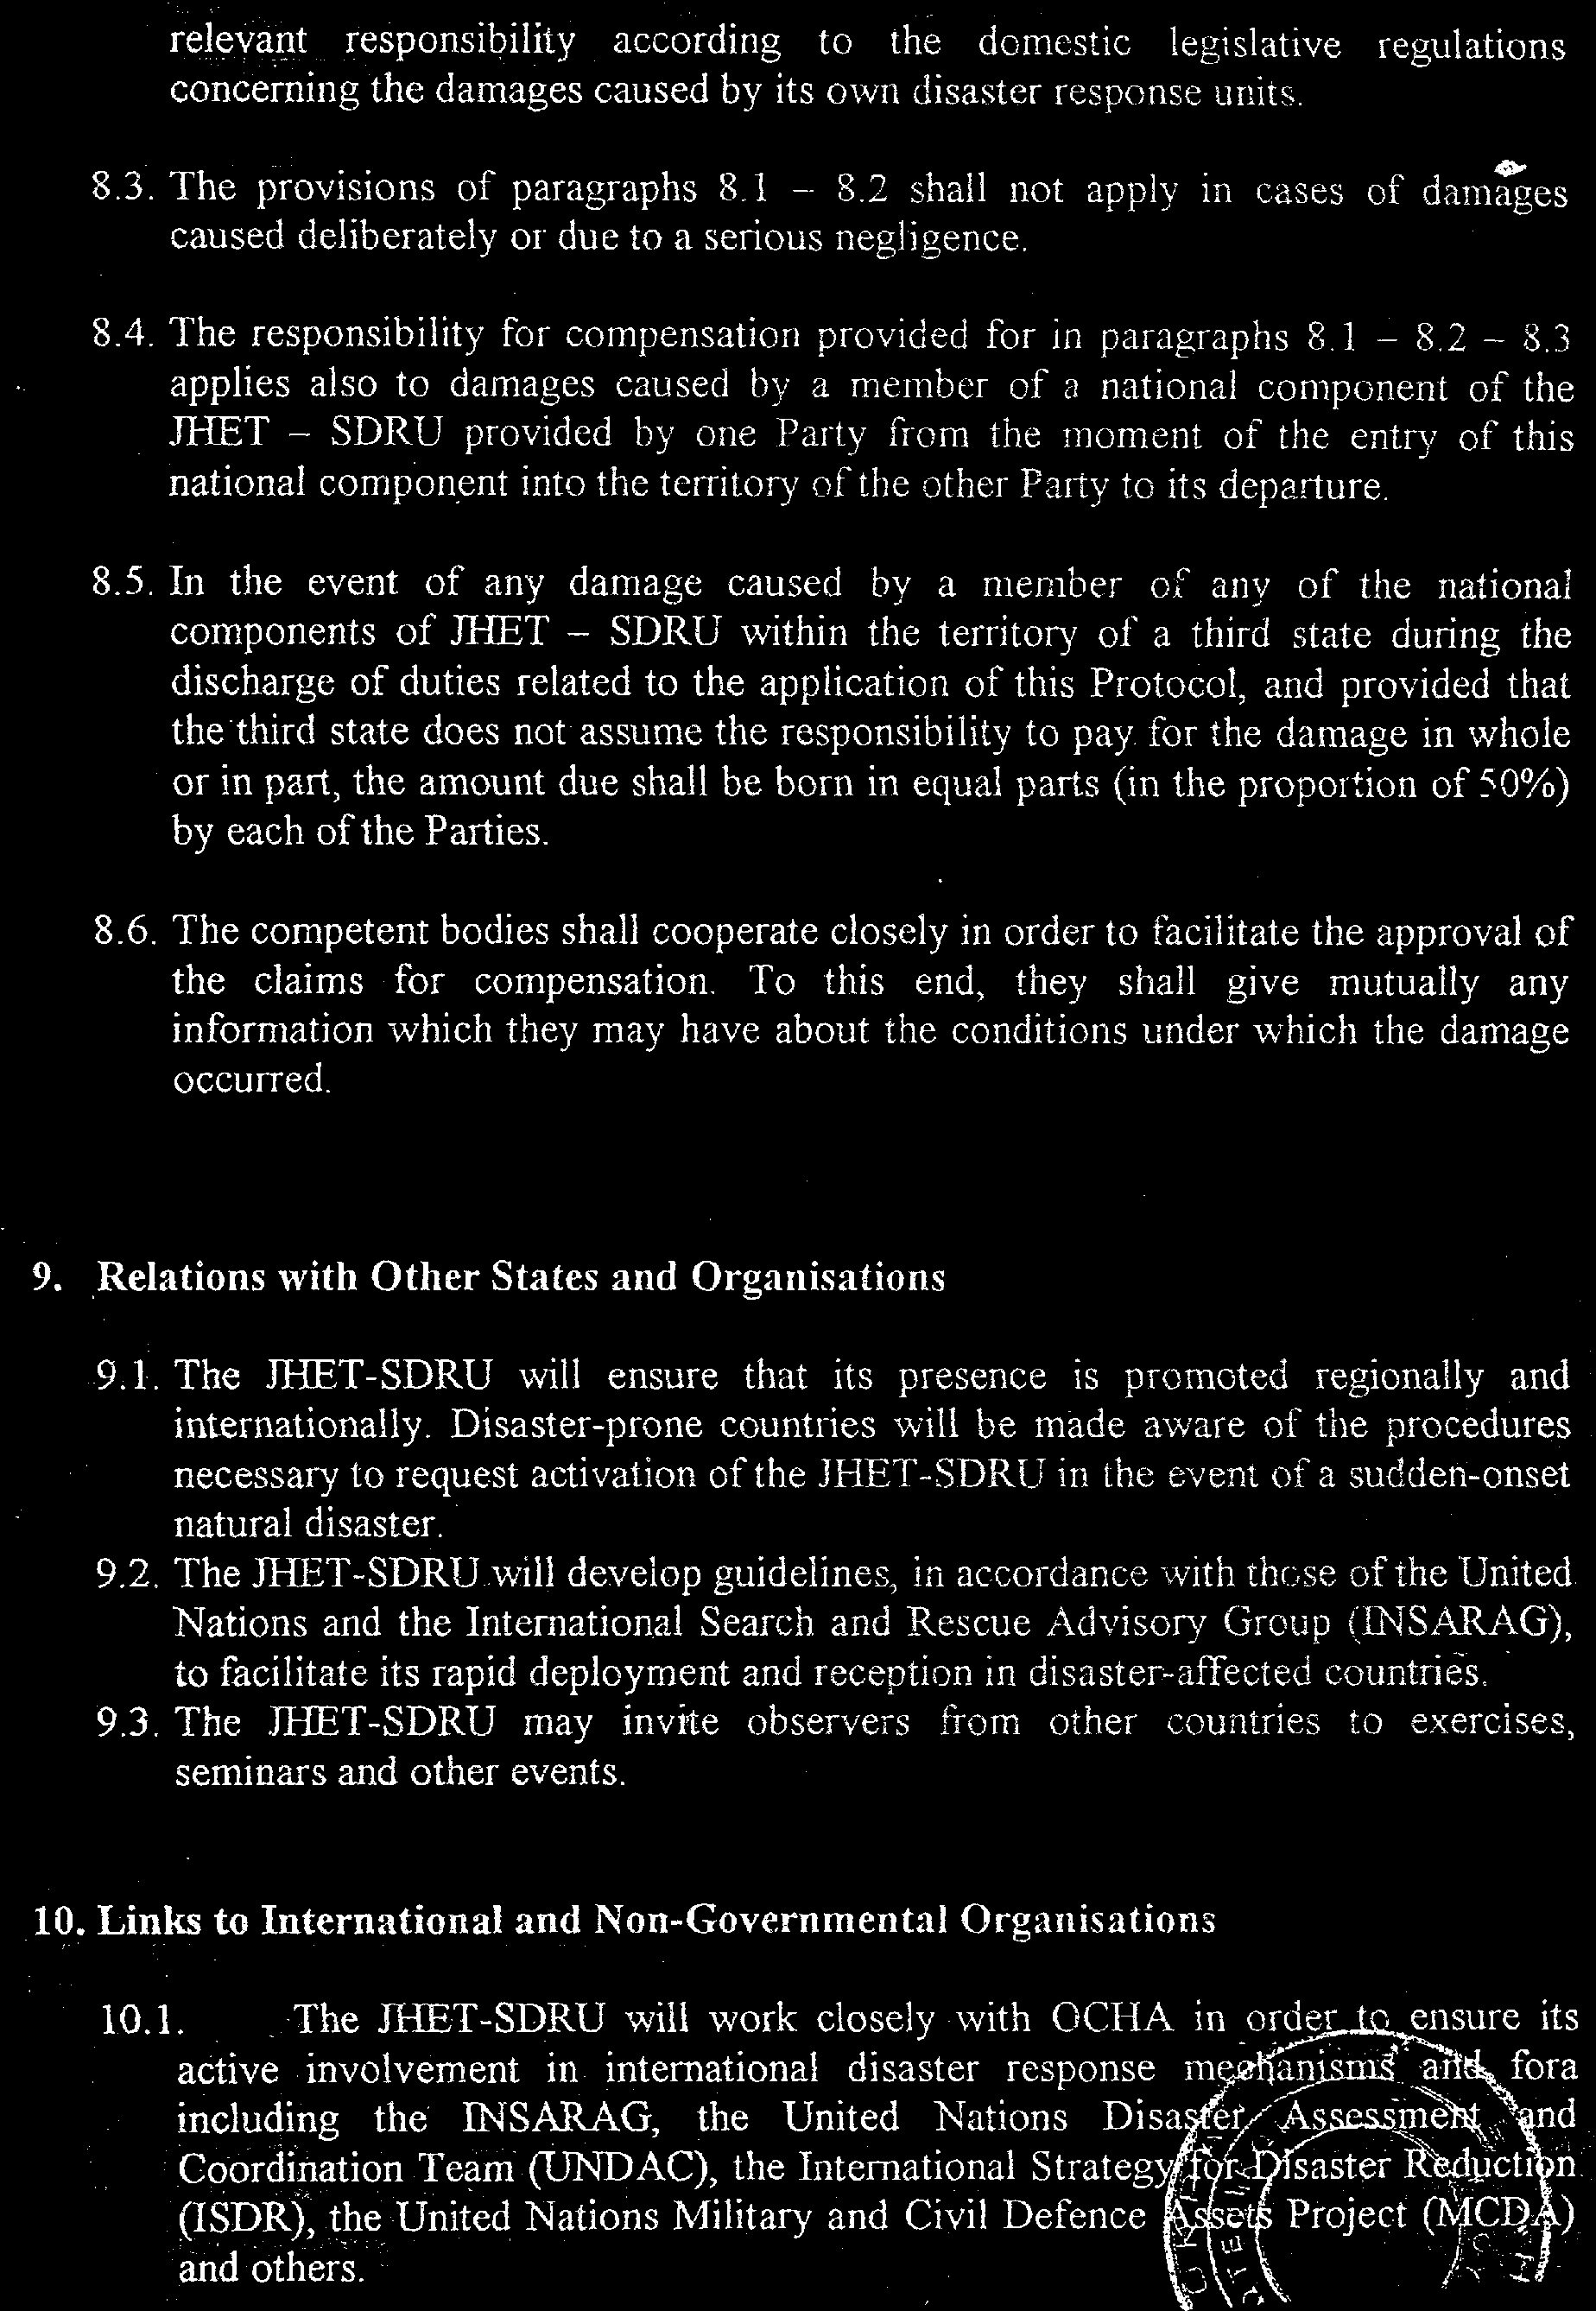 relevant responsibility according to the domestic legislative regulations
concerning the damages caused by its own disaster response units.
8.3. The provisions of paragraphs 8.1 – 8.2 shall not apply in cases of damages
caused deliberately or due to a serious negligence.
8.4. The responsibility for compensation provided for in paragraphs 8.1 – 8.2 – 8.3
applies also to damages caused by a member of a national component of the
JHET – SDRU provided by one Party from the moment of the entry of this
national component into the territory of the other Party to its departure.
8.5. In the event of any damage caused by a member of any of the national
components of JHET – SDRU within the territory of a third state during the
discharge of duties related to the application of this Protocol, and provided that
the third state does not assume the responsibility to pay for the damage in whole
or in part, the amount due shall be born in equal parts (in the proportion of 50%)
by each of the Parties.
8.6. The competent bodies shall cooperate closely in order to facilitate the approval of
the claims for compensation. To this end, they shall give mutually any
information which they may have about the conditions under which the damage
occurred.
9. Relations with Other States and Organisations
9.1. The JHET-SDRU will ensure that its presence is promoted regionally and
internationally. Disaster-prone countries will be made aware of the procedures
necessary to request activation of the JHET-SDRU in the event of a sudden-onset
natural disaster.
9.2. The JHET-SDRU will develop guidelines, in accordance with those of the United
Nations and the International Search and Rescue Advisory Group (INSARAG),
to facilitate its rapid deployment and reception in disaster-affected countries.
9.3. The JHET-SDRU may invite observers from other countries to exercises,
seminars and other events.
10. Links to International and Non-Governmental Organisations
10.1. The JHET-SDRU will work closely with OCHA in order to ensure its
active involvement in international disaster response mechanisms and fora
including the INSARAG, the United Nations Disaster Assessment and
Coordination Team (UNDAC), the International Strategy for Disaster Reduction
(ISDR), the United Nations Military and Civil Defence Assets Project (MCDA)
and others.